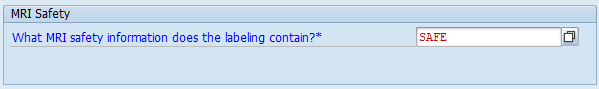 MRI Safety
What MRI safety information does the labeling contain?* SAFE